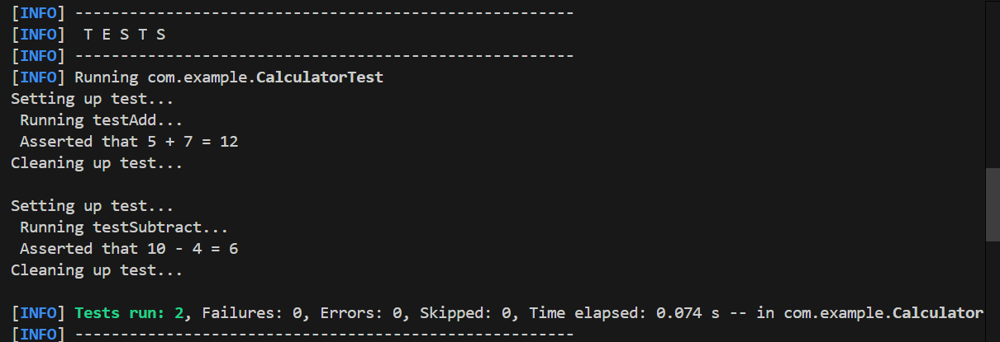 [INFO] -------------------------------------------------------
[INFO]  T E S T S
[INFO] -------------------------------------------------------
[INFO] Running com.example.CalculatorTest
Setting up test...
 Running testAdd...
 Asserted that 5 + 7 = 12
Cleaning up test...

Setting up test...
 Running testSubtract...
 Asserted that 10 - 4 = 6
Cleaning up test...

[INFO] Tests run: 2, Failures: 0, Errors: 0, Skipped: 0, Time elapsed: 0.074 s -- in com.example.Calculator
[INFO] -------------------------------------------------------